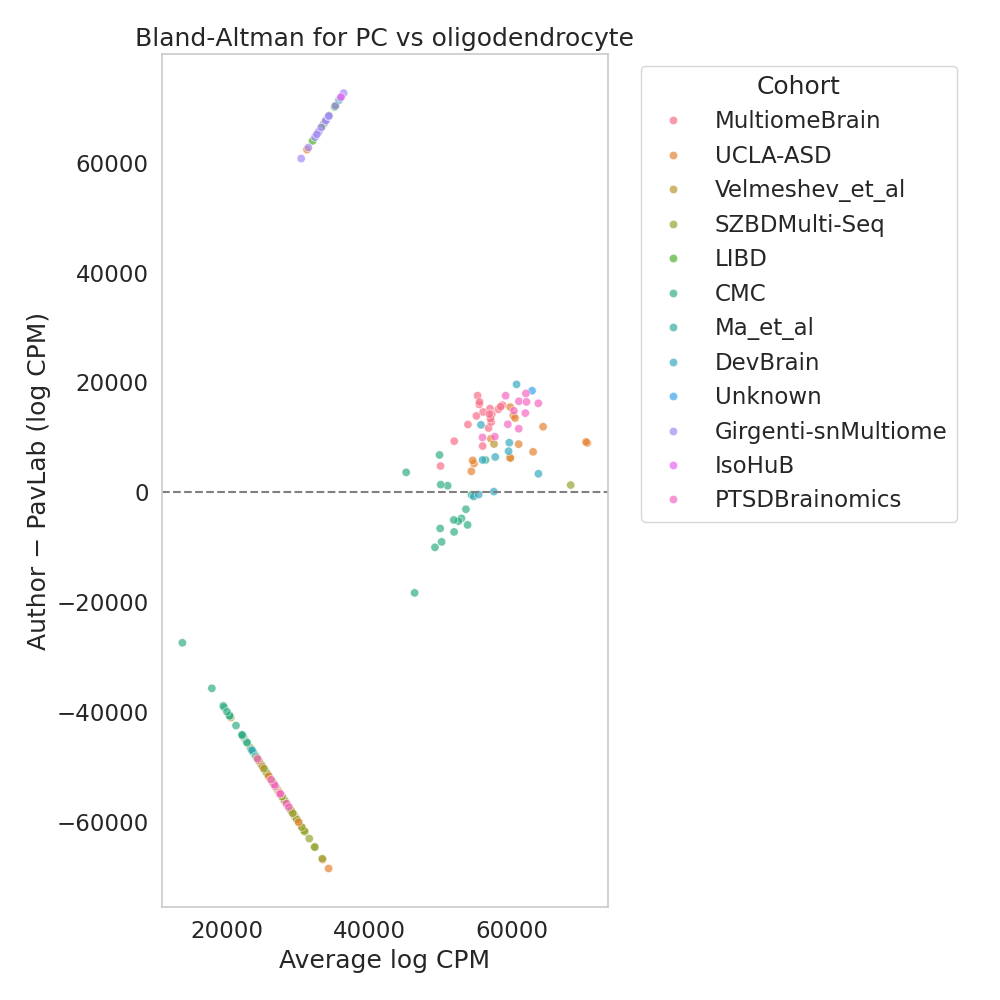 Bland-Altman for PC vs oligodendrocyte
Author − PavLab (log CPM)
60000
40000
20000
0
−20000
−40000
−60000
20000
40000
60000
Average log CPM
Cohort
MultiomeBrain
UCLA-ASD
Velmeshev_et_al
SZBDMulti-Seq
LIBD
CMC
Ma_et_al
DevBrain
Unknown
Girgenti-snMultiome
IsoHuB
PTSDBrainomics